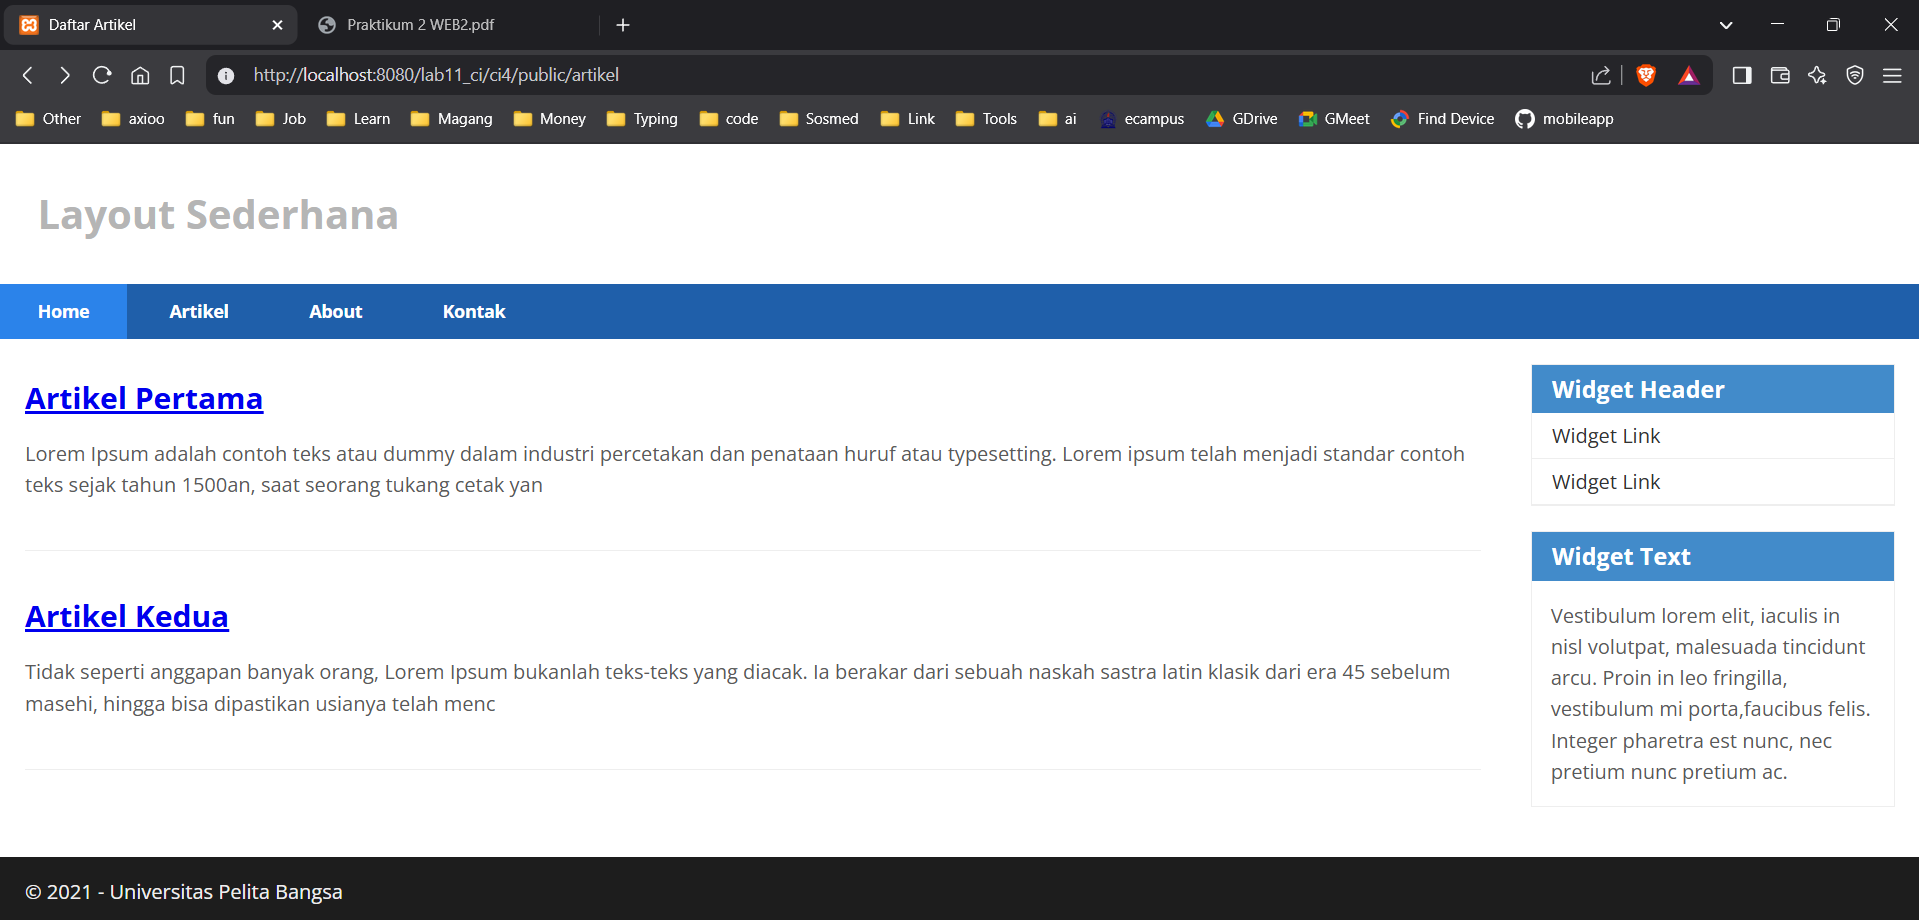 Daftar Artikel
Praktikum 2 WEB2.pdf
http://localhost:8080/lab11_ci/ci4/public/artikel
Other axioo fun Job Learn Magang Money Typing code Sosmed Link Tools ai ecampus GDrive GMeet Find Device mobileapp
Layout Sederhana
Home Artikel About Kontak
Artikel Pertama
Lorem Ipsum adalah contoh teks atau dummy dalam industri percetakan dan penataan huruf atau typesetting. Lorem ipsum telah menjadi standar contoh
teks sejak tahun 1500an, saat seorang tukang cetak yan
Artikel Kedua
Tidak seperti anggapan banyak orang, Lorem Ipsum bukanlah teks-teks yang diacak. Ia berakar dari sebuah naskah sastra latin klasik dari era 45 sebelum
masehi, hingga bisa dipastikan usianya telah menc
Widget Header
Widget Link
Widget Link
Widget Text
Vestibulum lorem elit, iaculis in
nisl volutpat, malesuada tincidunt
arcu. Proin in leo fringilla,
vestibulum mi porta,faucibus felis.
Integer pharetra est nunc, nec
pretium nunc pretium ac.
© 2021 - Universitas Pelita Bangsa